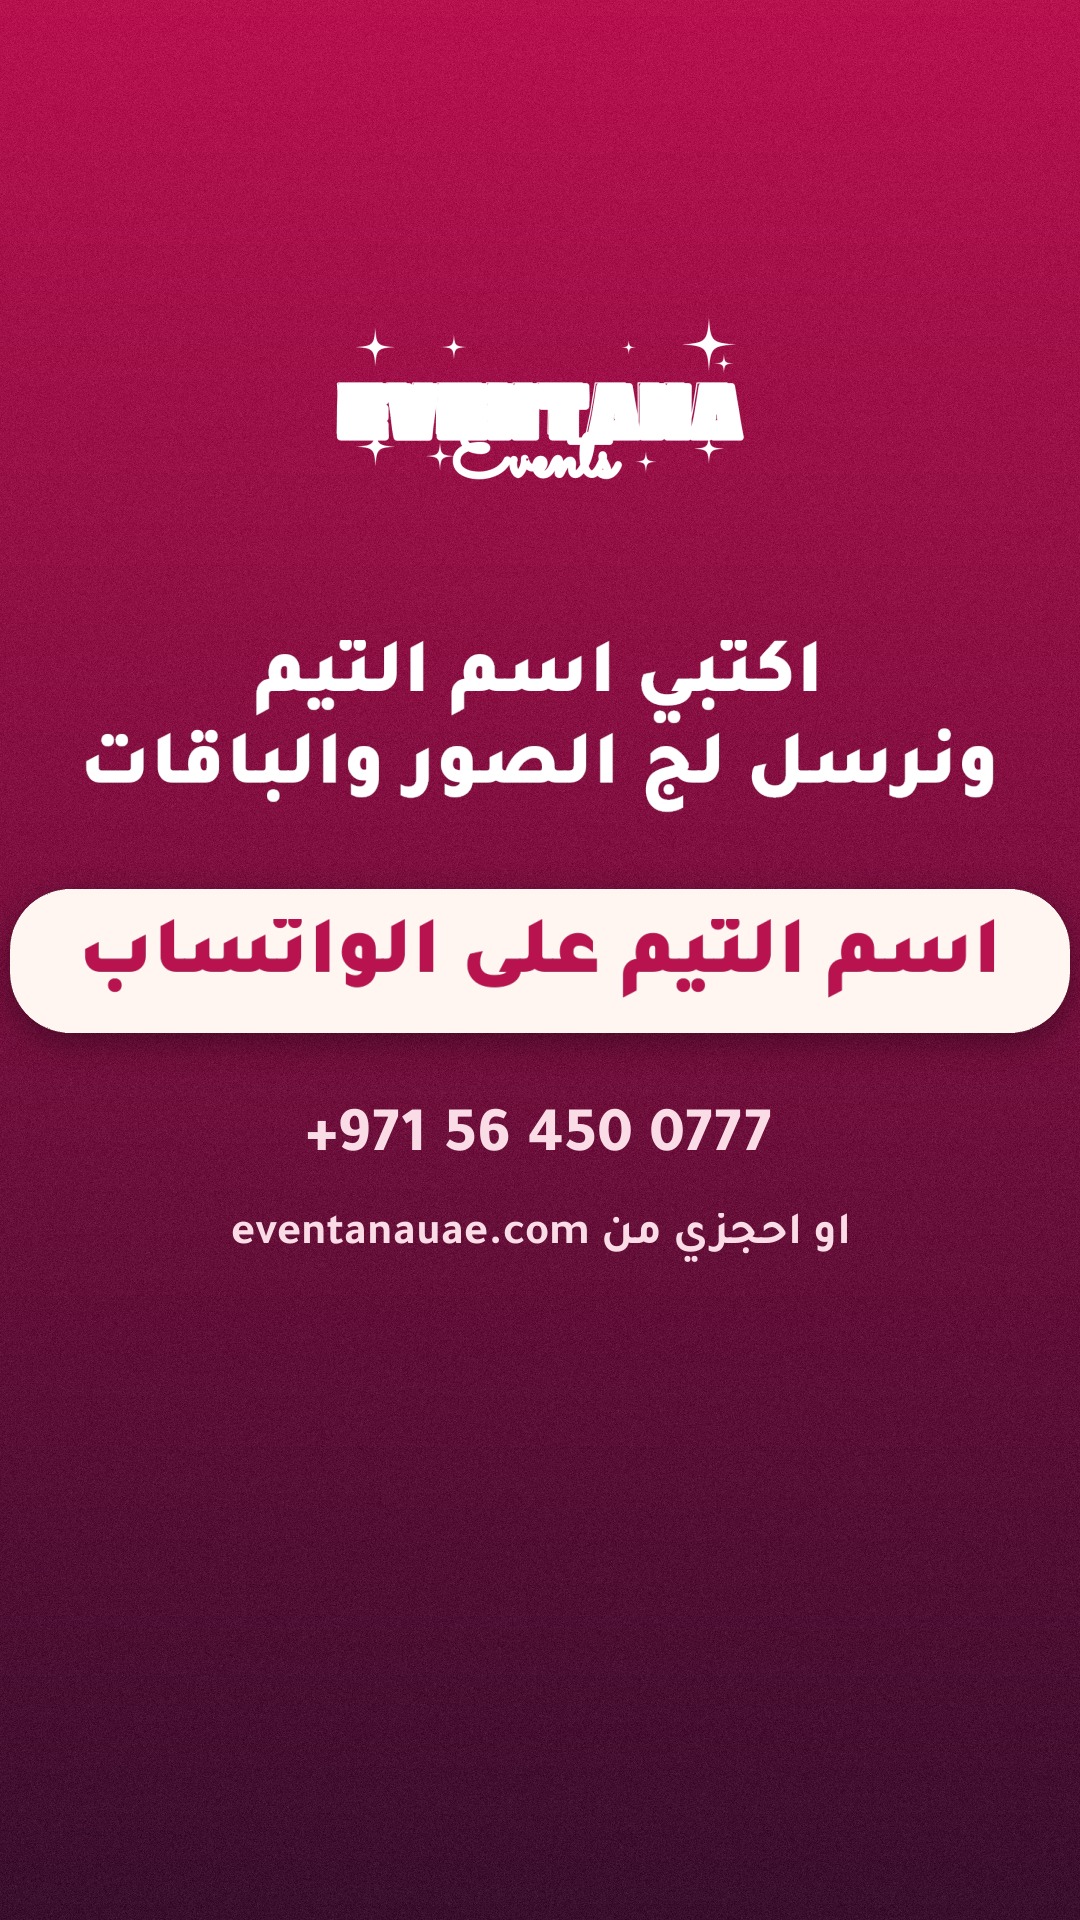 EVENTANA
Events
اكتبي اسم التيم
ونرسل لج الصور والباقات
اسم التيم على الواتساب
+971 56 450 0777
او احجزي من eventanauae.com